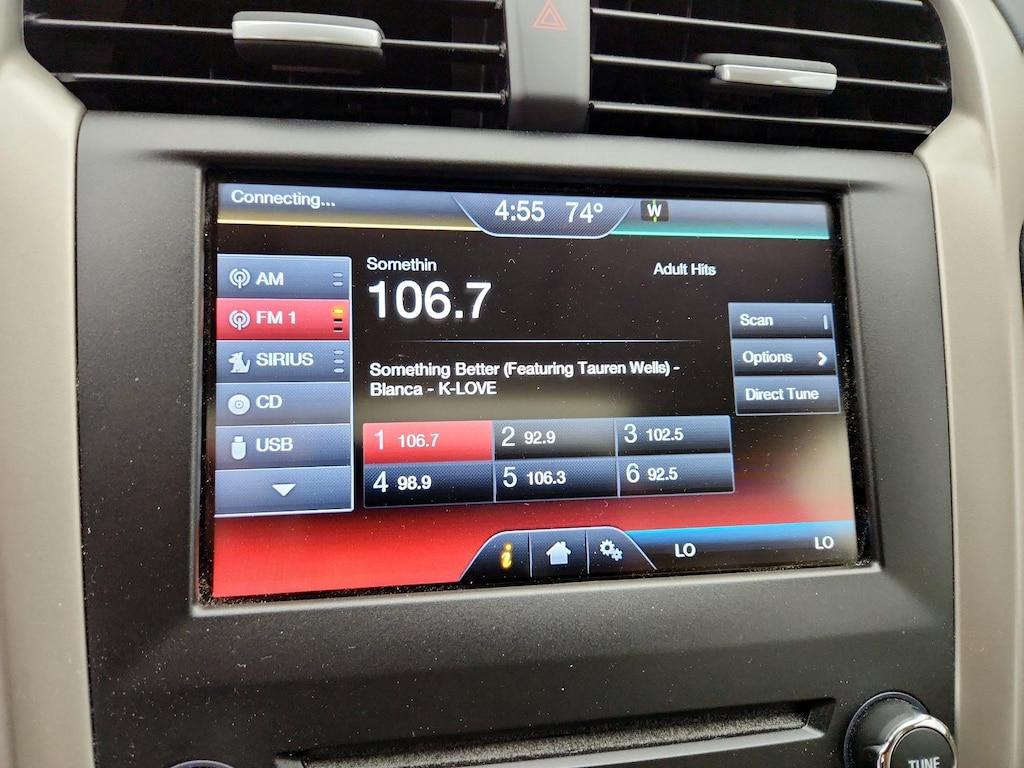 Connecting...
4:55 74° W
AM
FM 1
SIRIUS
CD
USB
Somethin
Adult Hits
106.7
Something Better (Featuring Tauren Wells) -
Blanca - K-LOVE
1 106.7 2 92.9 3 102.5
4 98.9 5 106.3 6 92.5
Scan
Options
Direct Tune
i
LO LO
TUNE